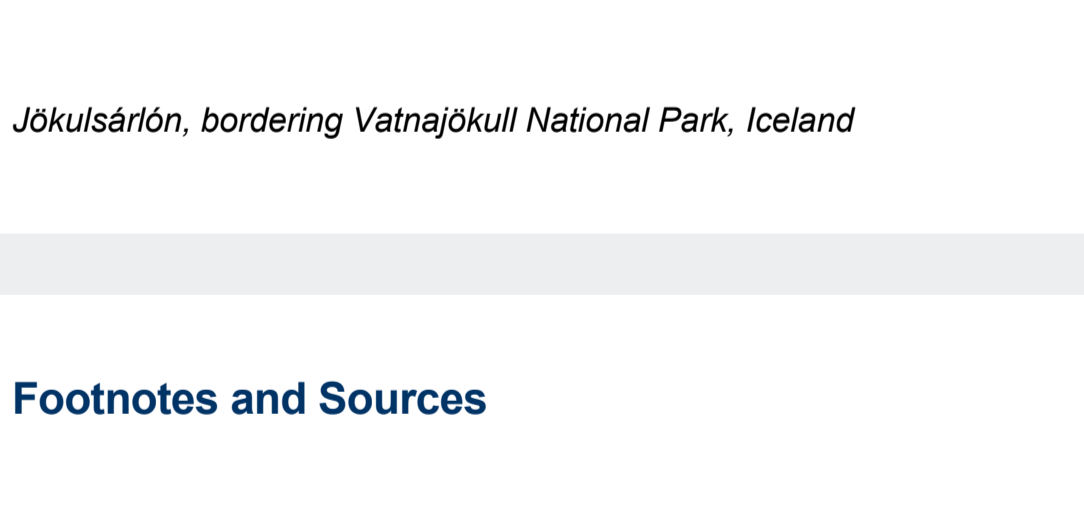 Jökulsárlón, bordering Vatnajökull National Park, Iceland
Footnotes and Sources